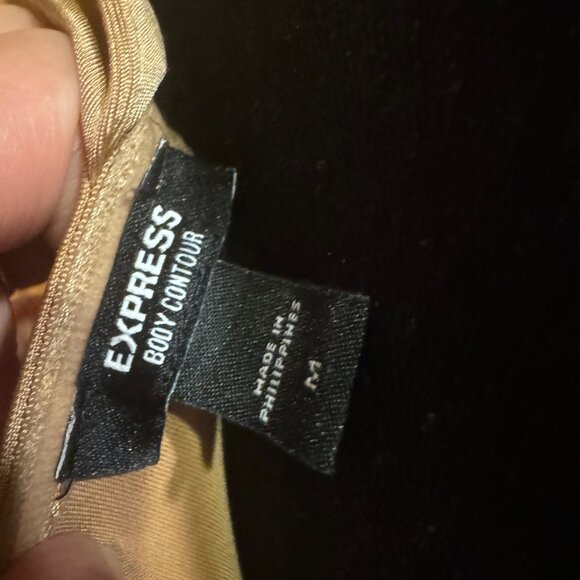 EXPRESS
BODY CONTOUR
MADE IN
PHILIPPINES
M